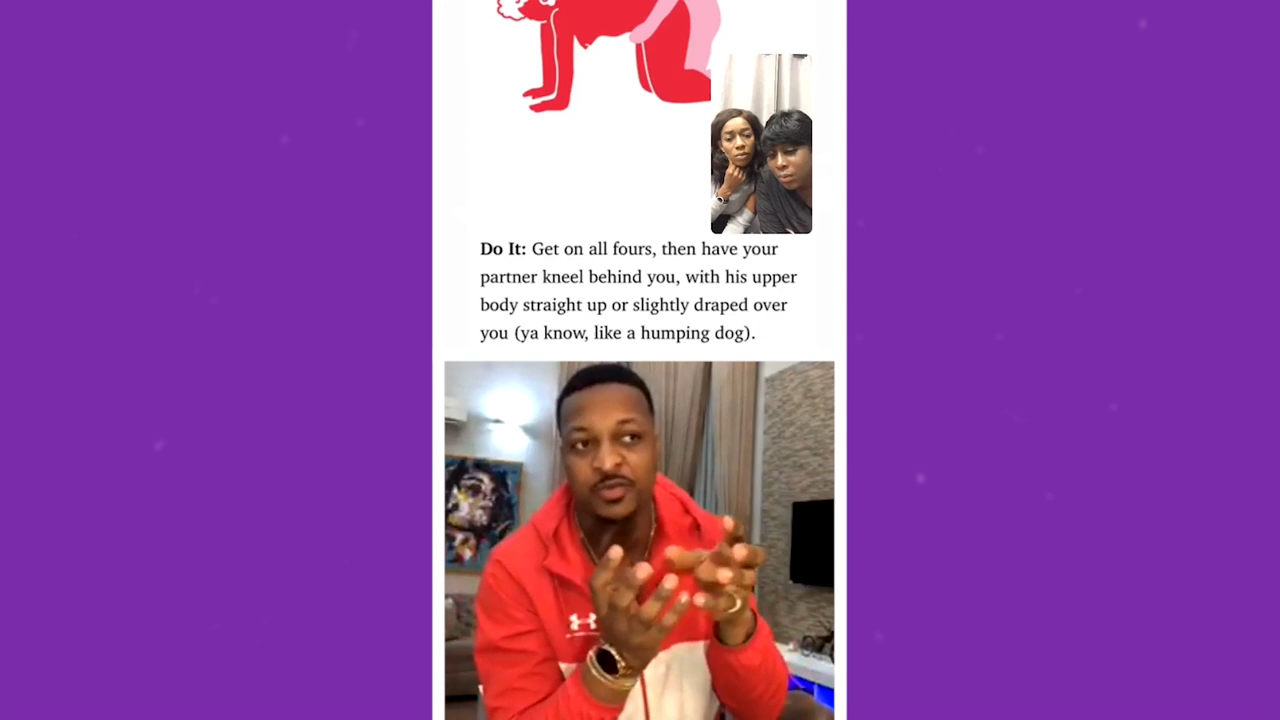 Do It: Get on all fours, then have your
partner kneel behind you, with his upper
body straight up or slightly draped over
you (ya know, like a humping dog).